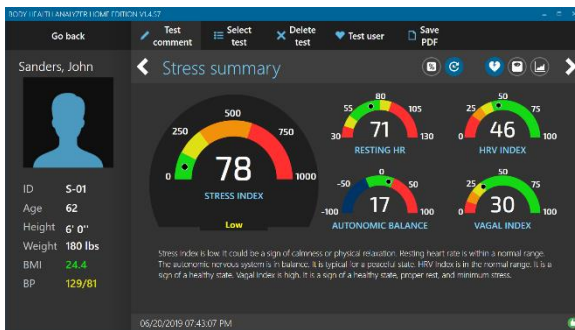 BODY HEALTH ANALYZER HOME EDITION V1.4.57
Go back
Test comment
Select test
Delete test
Test user
Save PDF
Sanders, John
Stress summary
250
500
750
0
1000
78
STRESS INDEX
Low
55
80
105
30
130
71
RESTING HR
25
50
75
0
100
46
HRV INDEX
-50
0
50
-100
100
17
AUTONOMIC BALANCE
25
50
75
0
100
30
VAGAL INDEX
ID S-01
Age 62
Height 6' 0"
Weight 180 lbs
BMI 24.4
BP 129/81
Stress index is low. It could be a sign of calmness or physical relaxation. Resting heart rate is within a normal range.
The autonomic nervous system is in balance. It is typical for a peaceful state. HRV Index is in the normal range. It is a
sign of a healthy state. Vagal Index is high. It is a sign of a healthy state, proper rest, and minimum stress.
06/20/2019 07:43:07 PM